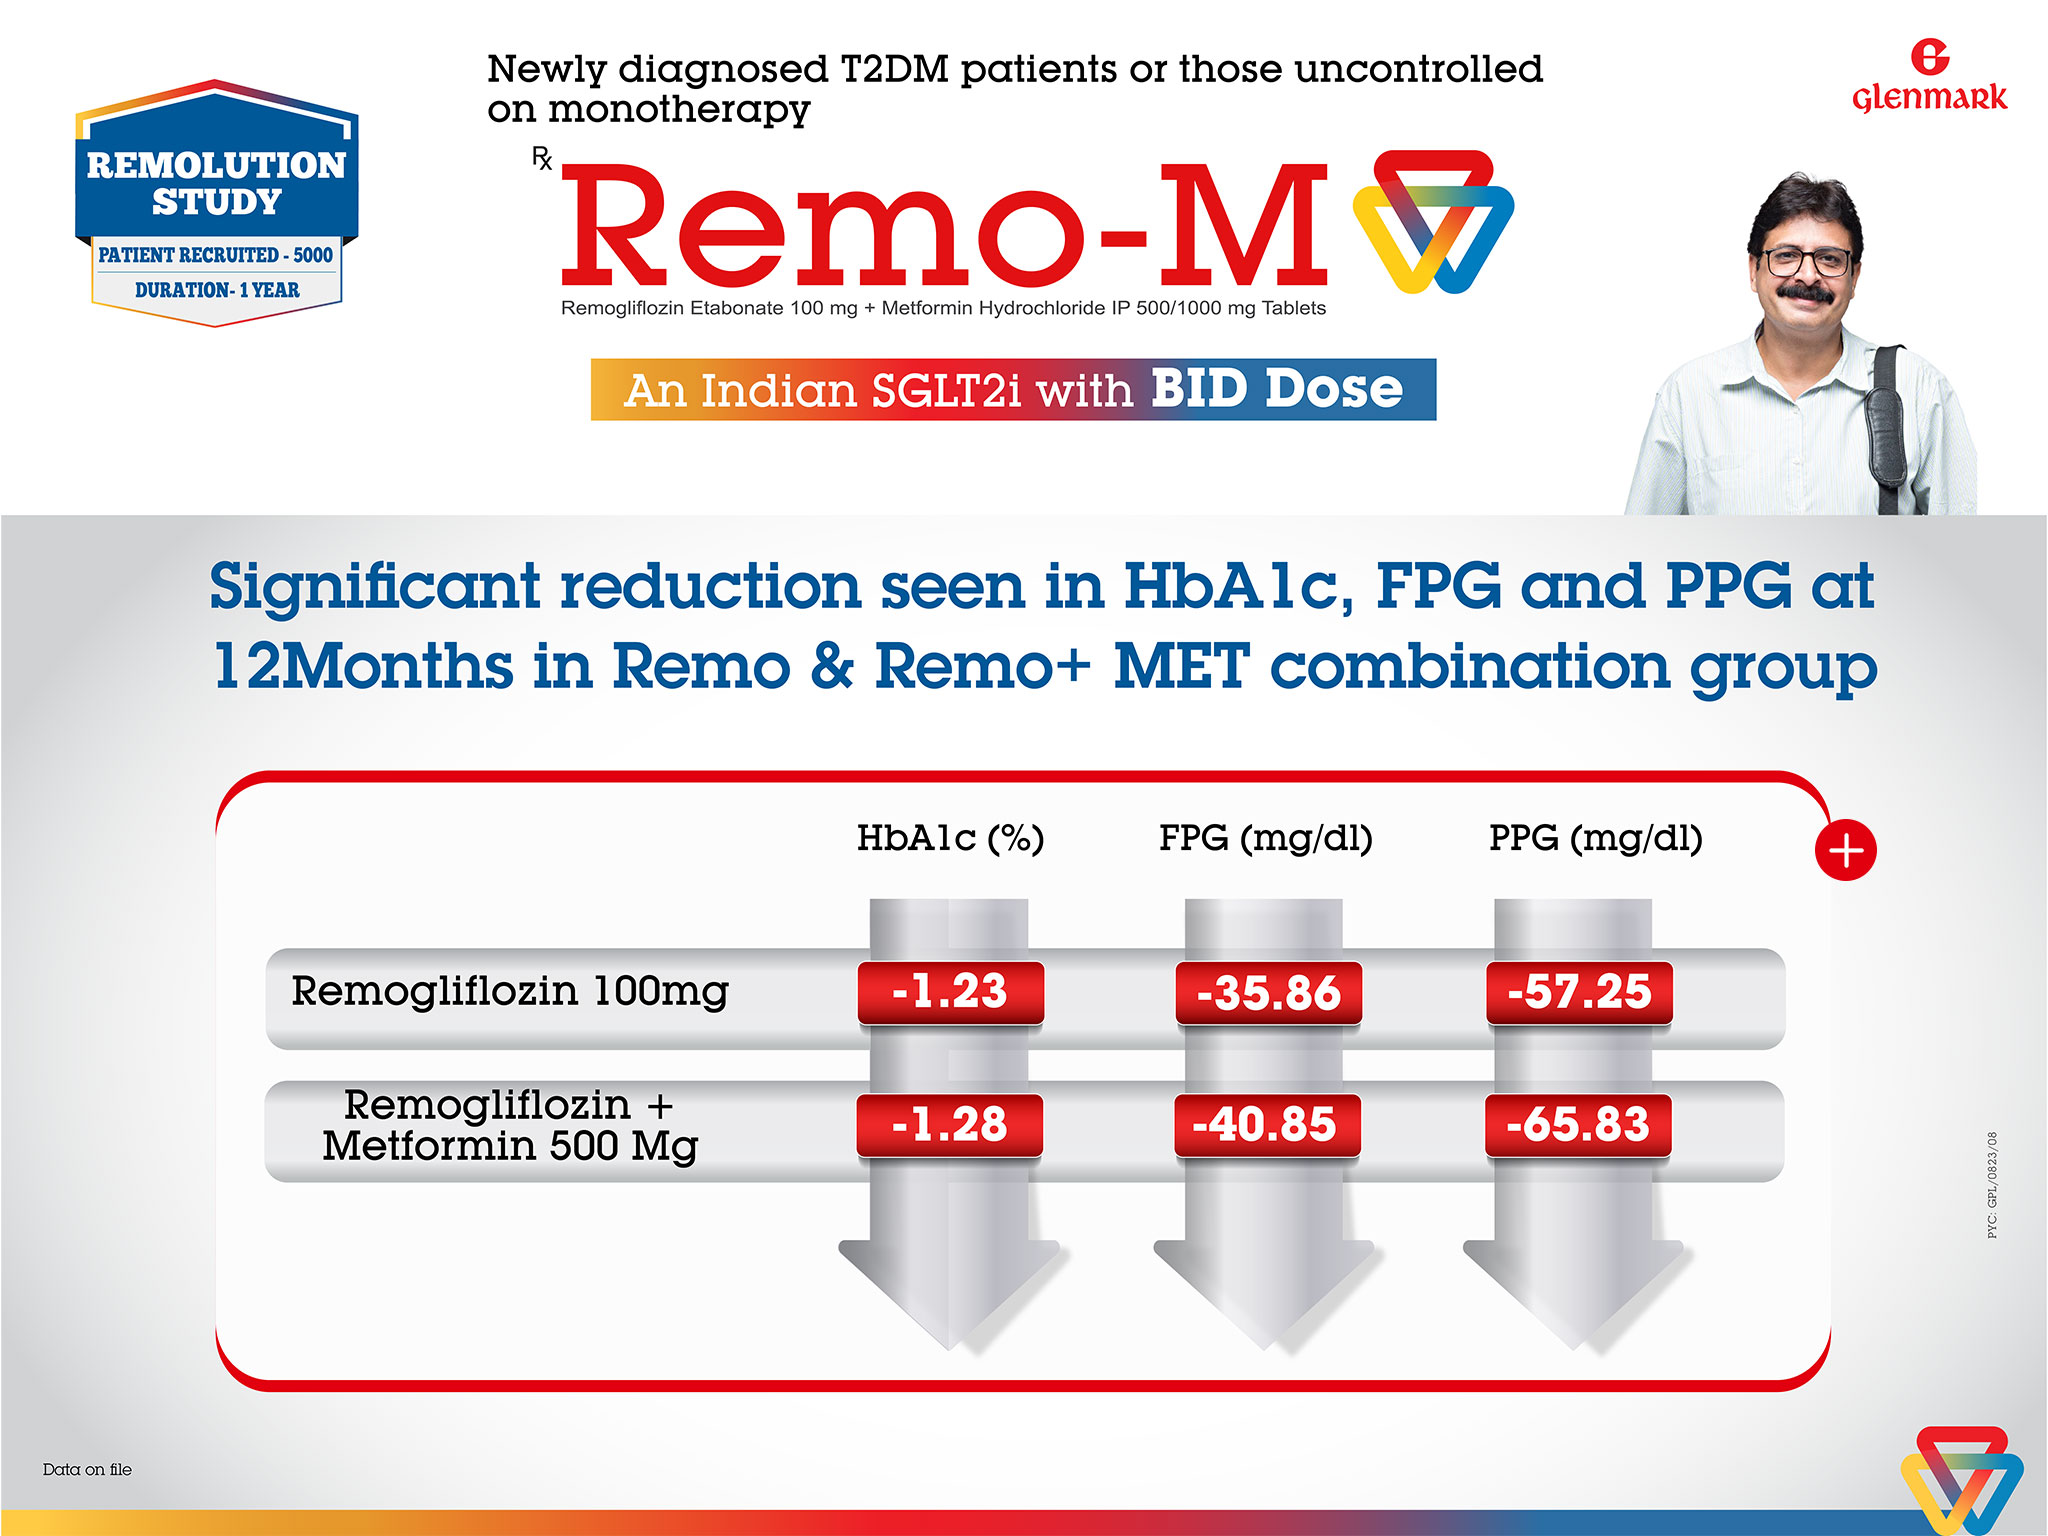 REMOLUTION
STUDY
PATIENT RECRUITED - 5000
DURATION- 1 YEAR
Newly diagnosed T2DM patients or those uncontrolled
on monotherapy
Rx
Remo-M
Remogliflozin Etabonate 100 mg + Metformin Hydrochloride IP 500/1000 mg Tablets
An Indian SGLT2i with BID Dose
Glenmark
Significant reduction seen in HbA1c, FPG and PPG at
12Months in Remo & Remo+ MET combination group
HbA1c (%) FPG (mg/dl) PPG (mg/dl)
+
Remogliflozin 100mg -1.23 -35.86 -57.25
Remogliflozin +
Metformin 500 Mg -1.28 -40.85 -65.83
PYC: GPL/0823/08
Data on file